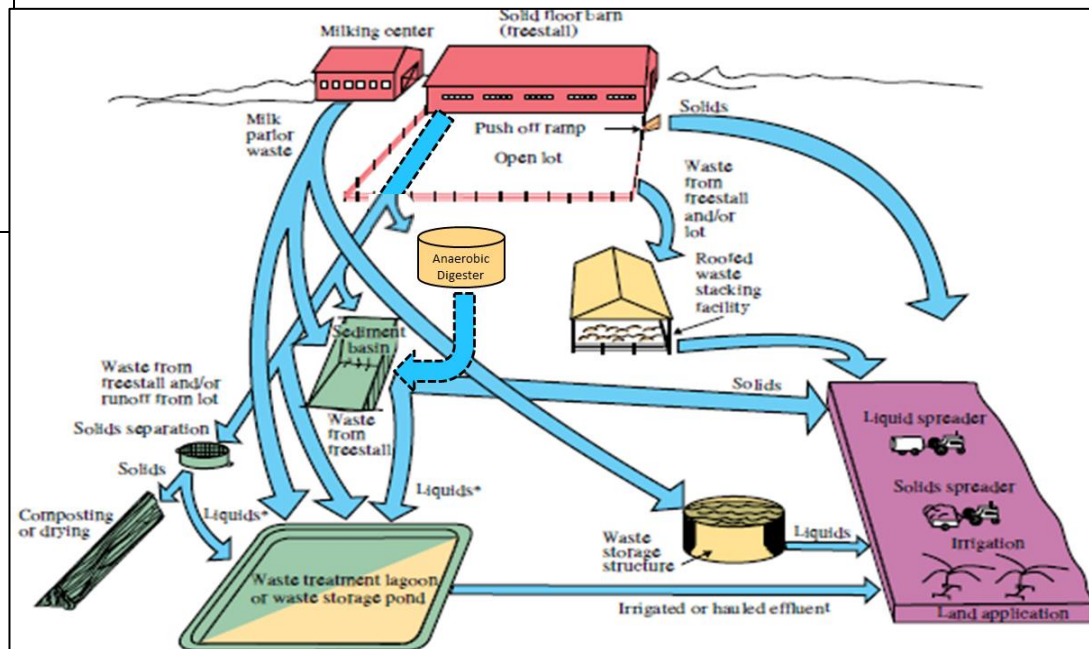 Milking center
Solid floor barn
(freestall)
Milk
parlor
waste
Push off ramp
Open lot
Solids
Waste
from
freestall
and/or
lot
Anaerobic
Digester
Roofed
waste
stacking
facility
Sediment
basin
Waste from
freestall and/or
runoff from lot
Solids separation
Waste
from
freestall
Solids
Liquid spreader
Solids
Liquids*
Liquids*
Composting
or drying
Solids spreader
Waste
storage
structure
Liquids
Irrigation
Waste treatment lagoon
or waste storage pond
Irrigated or hauled effluent
Land application